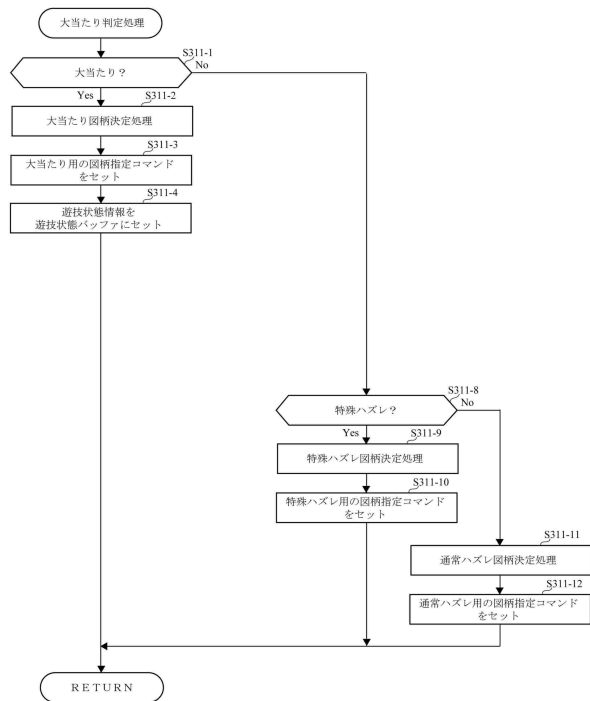 大当たり判定処理
S311-1
大当たり？
No
Yes
S311-2
大当たり図柄決定処理
S311-3
大当たり用の図柄指定コマンド
をセット
S311-4
遊技状態情報を
遊技状態バッファにセット
S311-8
特殊ハズレ？
No
Yes
S311-9
特殊ハズレ図柄決定処理
S311-10
特殊ハズレ用の図柄指定コマンド
をセット
S311-11
通常ハズレ図柄決定処理
S311-12
通常ハズレ用の図柄指定コマンド
をセット
ＲＥＴＵＲＮ